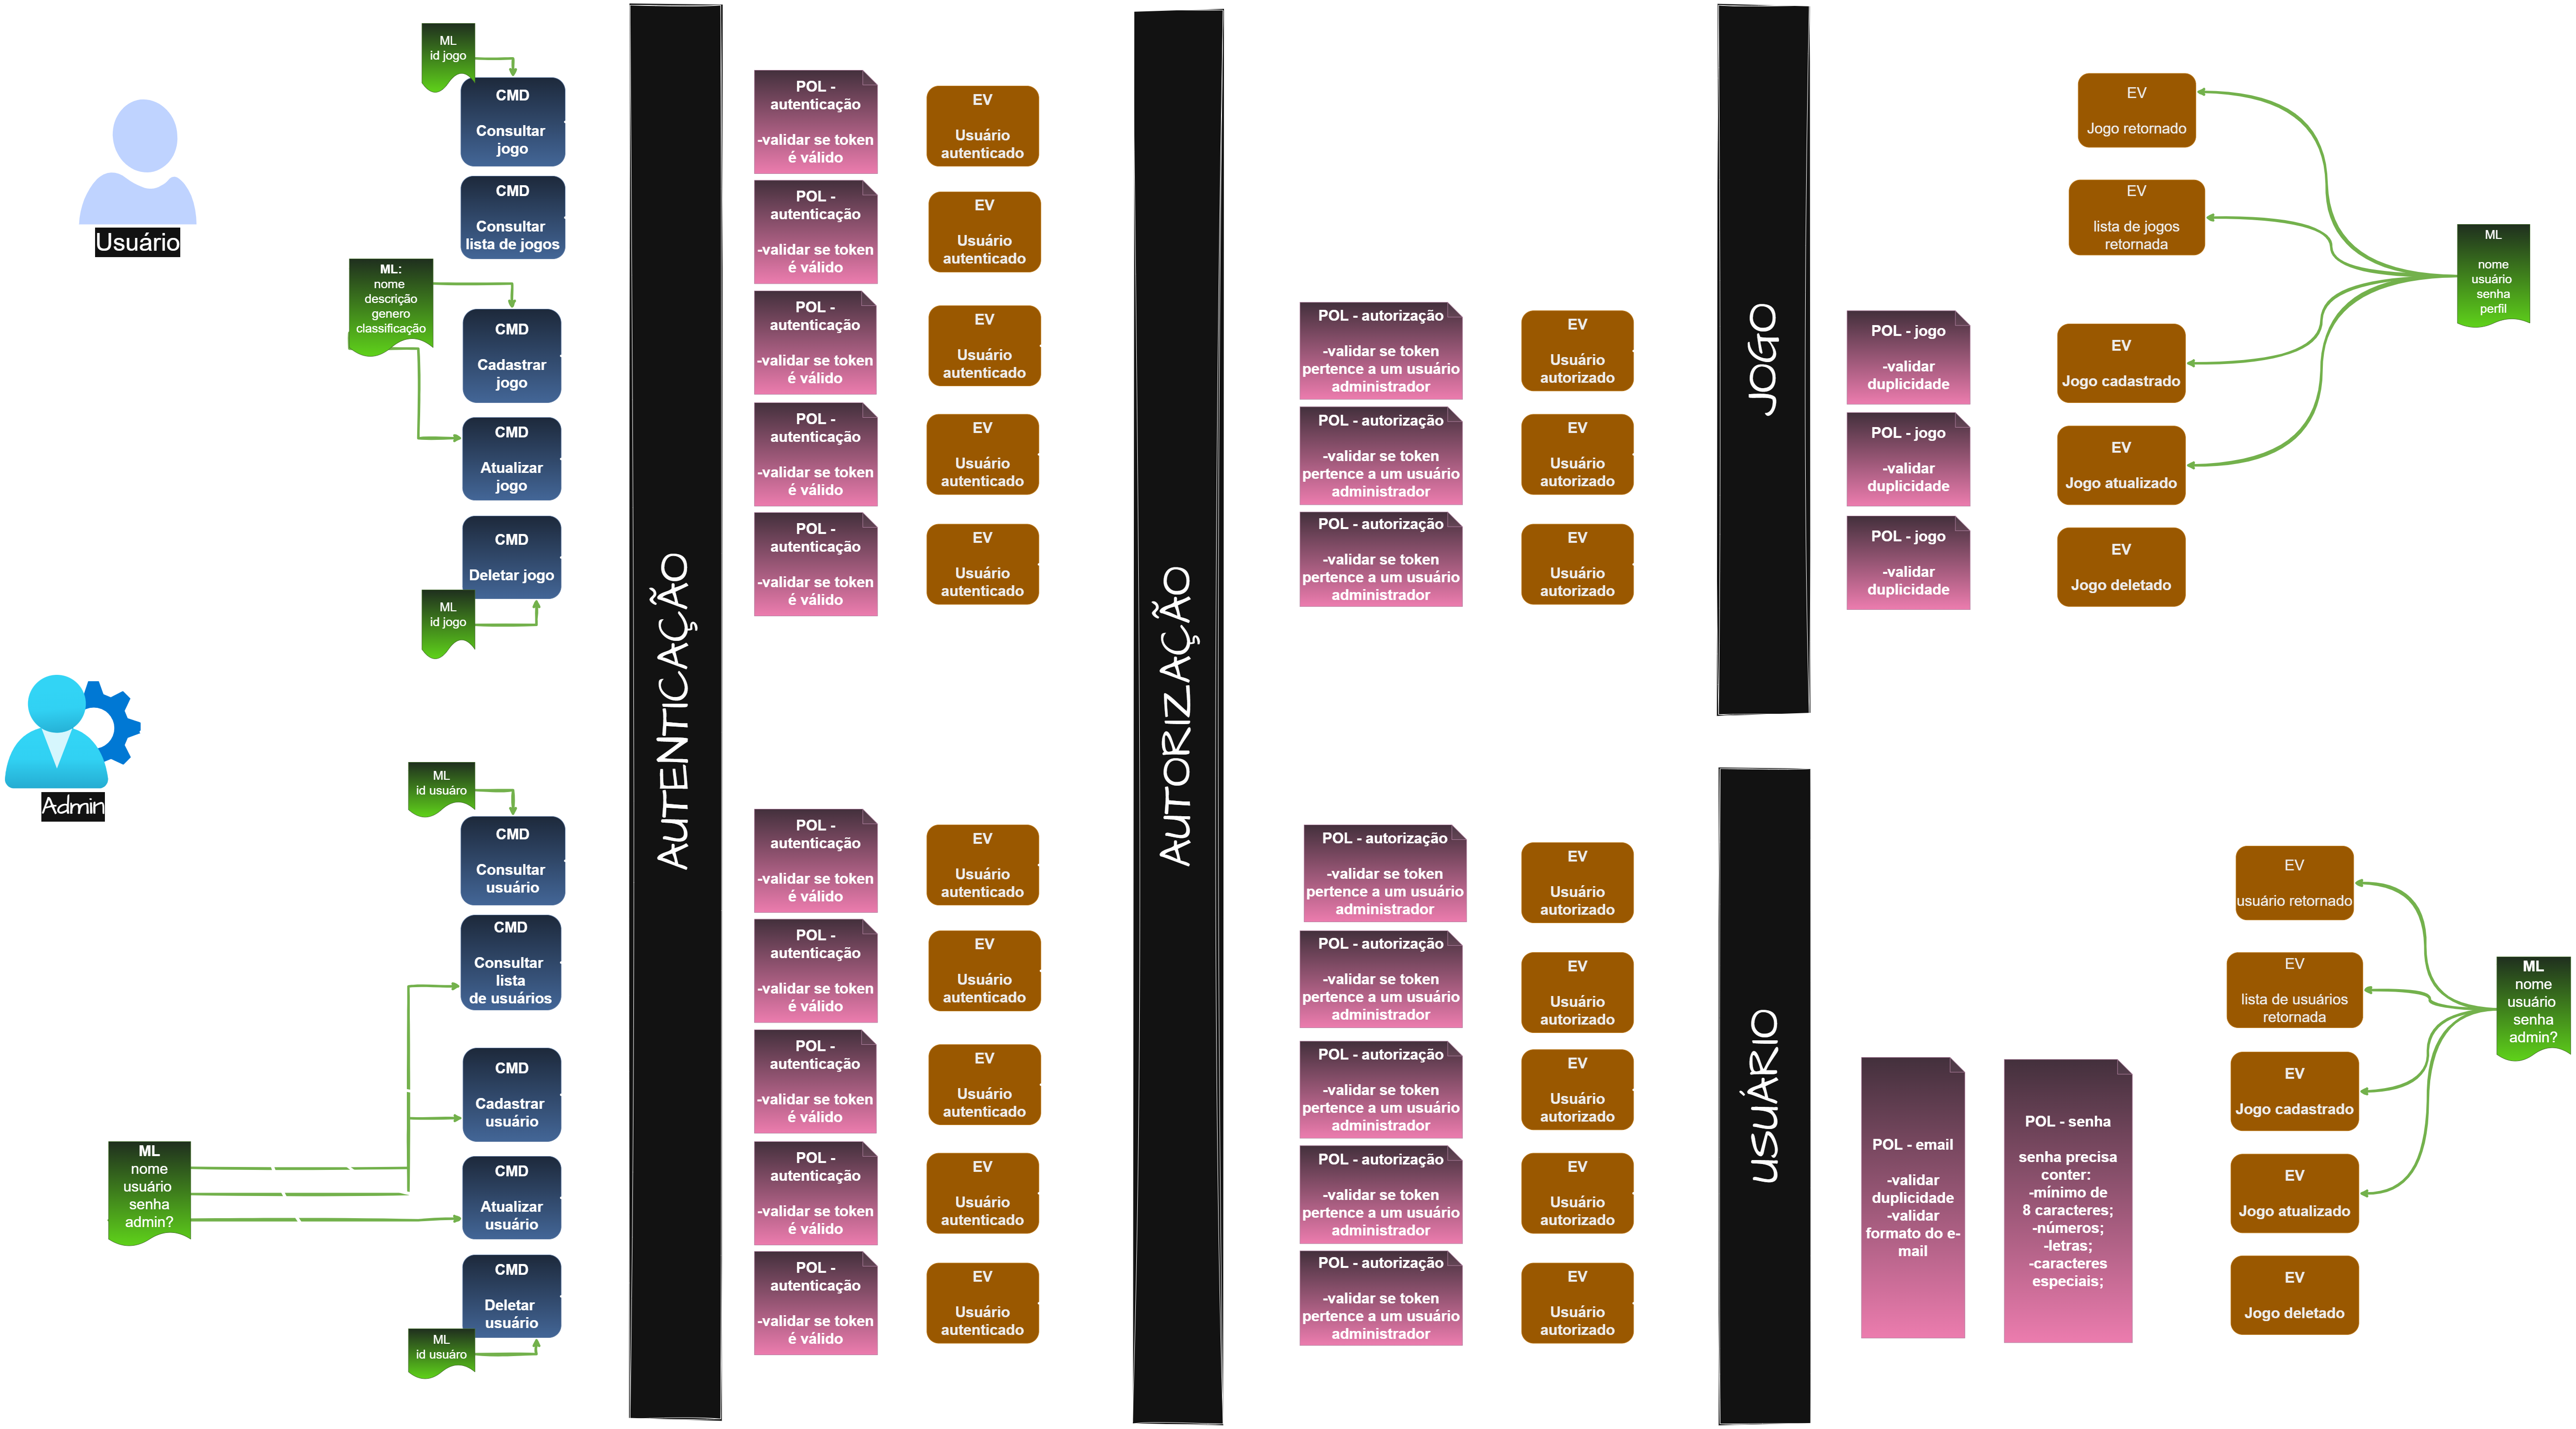 ML
id jogo
CMD
Consultar
jogo
CMD
Consultar
lista de jogos
Usuário
ML:
nome
descrição
genero
classificação
CMD
Cadastrar
jogo
CMD
Atualizar
jogo
CMD
Deletar jogo
ML
id jogo
Admin
ML
id usuáro
CMD
Consultar
usuário
CMD
Consultar
lista
de usuários
CMD
Cadastrar
usuário
ML
nome
usuário
senha
admin?
CMD
Atualizar
usuário
CMD
Deletar
usuário
ML
id usuáro
AUTENTICAÇÃO
POL -
autenticação
-validar se token
é válido
EV
Usuário
autenticado
POL -
autenticação
-validar se token
é válido
EV
Usuário
autenticado
POL -
autenticação
-validar se token
é válido
EV
Usuário
autenticado
POL -
autenticação
-validar se token
é válido
EV
Usuário
autenticado
POL -
autenticação
-validar se token
é válido
EV
Usuário
autenticado
POL -
autenticação
-validar se token
é válido
EV
Usuário
autenticado
POL -
autenticação
-validar se token
é válido
EV
Usuário
autenticado
POL -
autenticação
-validar se token
é válido
EV
Usuário
autenticado
POL -
autenticação
-validar se token
é válido
EV
Usuário
autenticado
POL -
autenticação
-validar se token
é válido
EV
Usuário
autenticado
AUTORIZAÇÃO
POL - autorização
-validar se token
pertence a um usuário
administrador
EV
Usuário
autorizado
POL - autorização
-validar se token
pertence a um usuário
administrador
EV
Usuário
autorizado
POL - autorização
-validar se token
pertence a um usuário
administrador
EV
Usuário
autorizado
POL - autorização
-validar se token
pertence a um usuário
administrador
EV
Usuário
autorizado
POL - autorização
-validar se token
pertence a um usuário
administrador
EV
Usuário
autorizado
POL - autorização
-validar se token
pertence a um usuário
administrador
EV
Usuário
autorizado
POL - autorização
-validar se token
pertence a um usuário
administrador
EV
Usuário
autorizado
POL - autorização
-validar se token
pertence a um usuário
administrador
EV
Usuário
autorizado
JOGO
EV
Jogo retornado
EV
lista de jogos
retornada
ML
nome
usuário
senha
perfil
POL - jogo
-validar
duplicidade
EV
Jogo cadastrado
POL - jogo
-validar
duplicidade
EV
Jogo atualizado
POL - jogo
-validar
duplicidade
EV
Jogo deletado
USUÁRIO
POL - email
-validar
duplicidade
-validar
formato do e-
mail
POL - senha
senha precisa
conter:
-mínimo de
8 caracteres;
-números;
-letras;
-caracteres
especiais;
EV
usuário retornado
EV
lista de usuários
retornada
ML
nome
usuário
senha
admin?
EV
Jogo cadastrado
EV
Jogo atualizado
EV
Jogo deletado